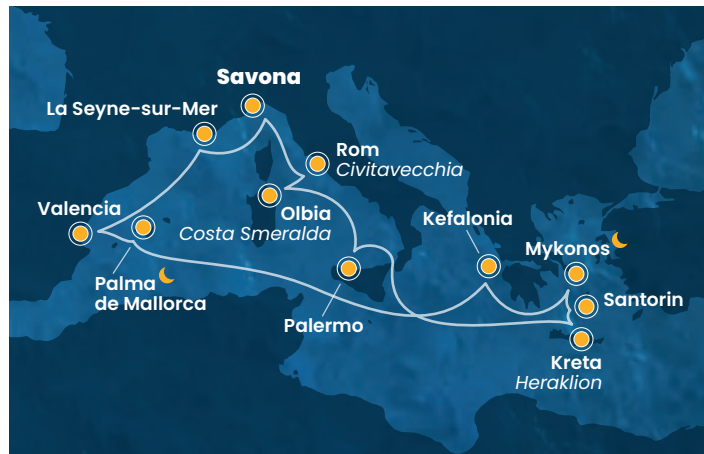 Savona
La Seyne-sur-Mer
Rom
Civitavecchia
Valencia
Olbia
Costa Smeralda
Kefalonia
Mykonos
Palma
de Mallorca
Santorin
Palermo
Kreta
Heraklion